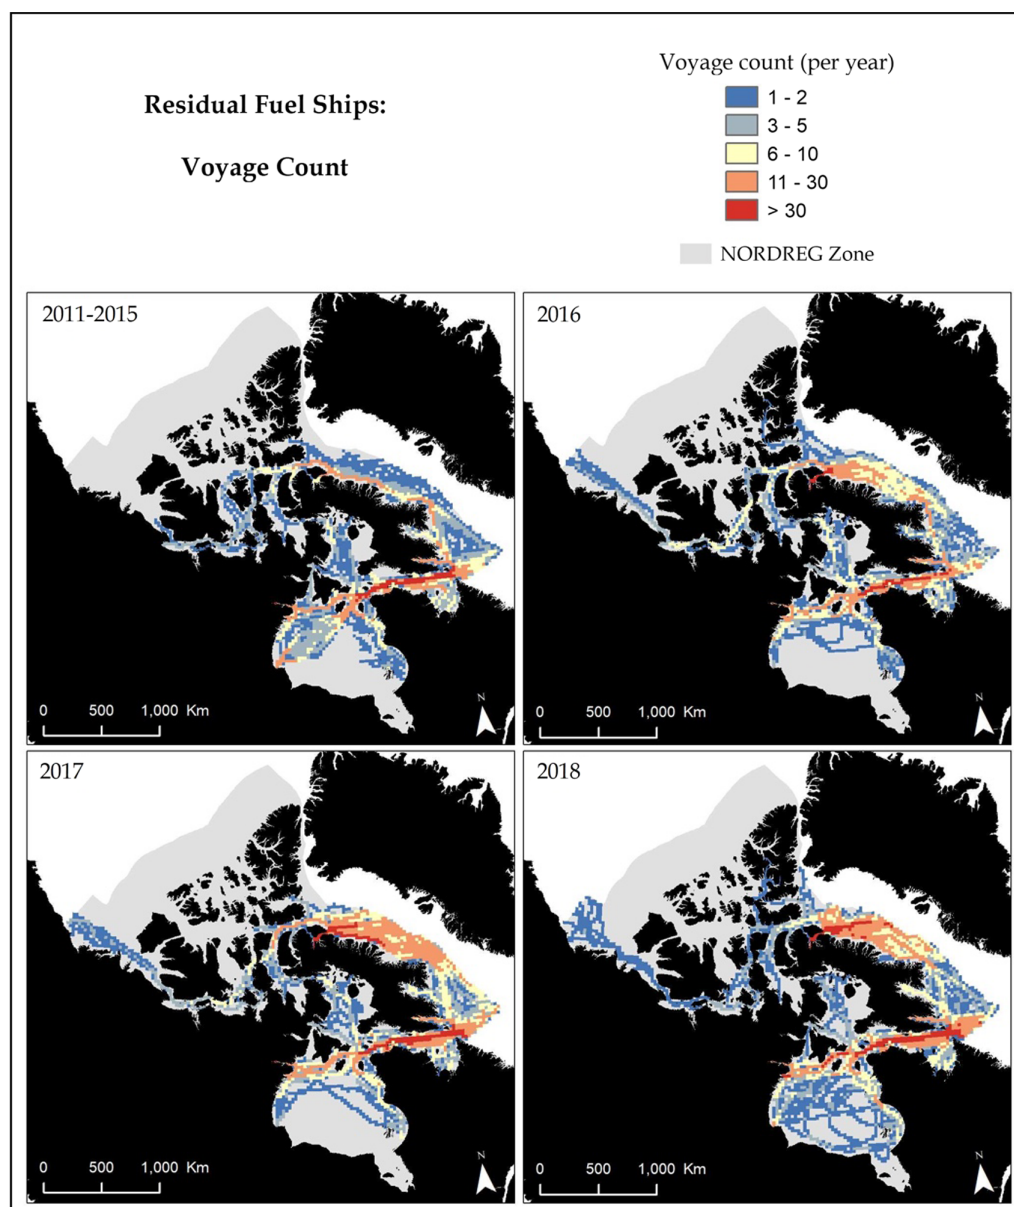 Residual Fuel Ships:
Voyage Count
Voyage count (per year)
1 - 2
3 - 5
6 - 10
11 - 30
> 30
NORDREG Zone
2011-2015
0 500 1,000 Km
N
2016
0 500 1,000 Km
N
2017
0 500 1,000 Km
N
2018
0 500 1,000 Km
N